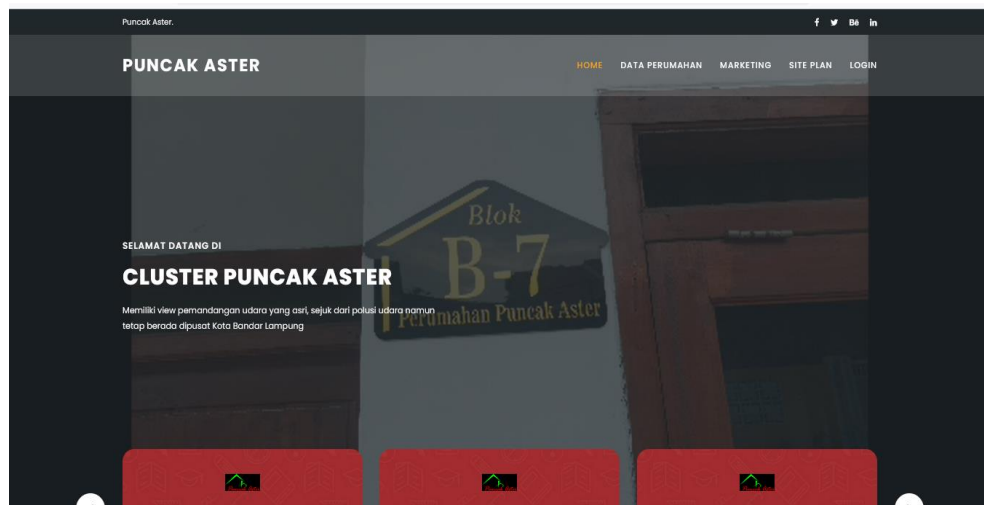 Puncak Aster.
Bē
in
PUNCAK ASTER
HOME
DATA PERUMAHAN
MARKETING
SITE PLAN
LOGIN
Blok
B-7
Perumahan Puncak Aster
SELAMAT DATANG DI
CLUSTER PUNCAK ASTER
Memiliki view pemandangan udara yang asri, sejuk dari polusi udara namun
tetap berada dipusat Kota Bandar Lampung